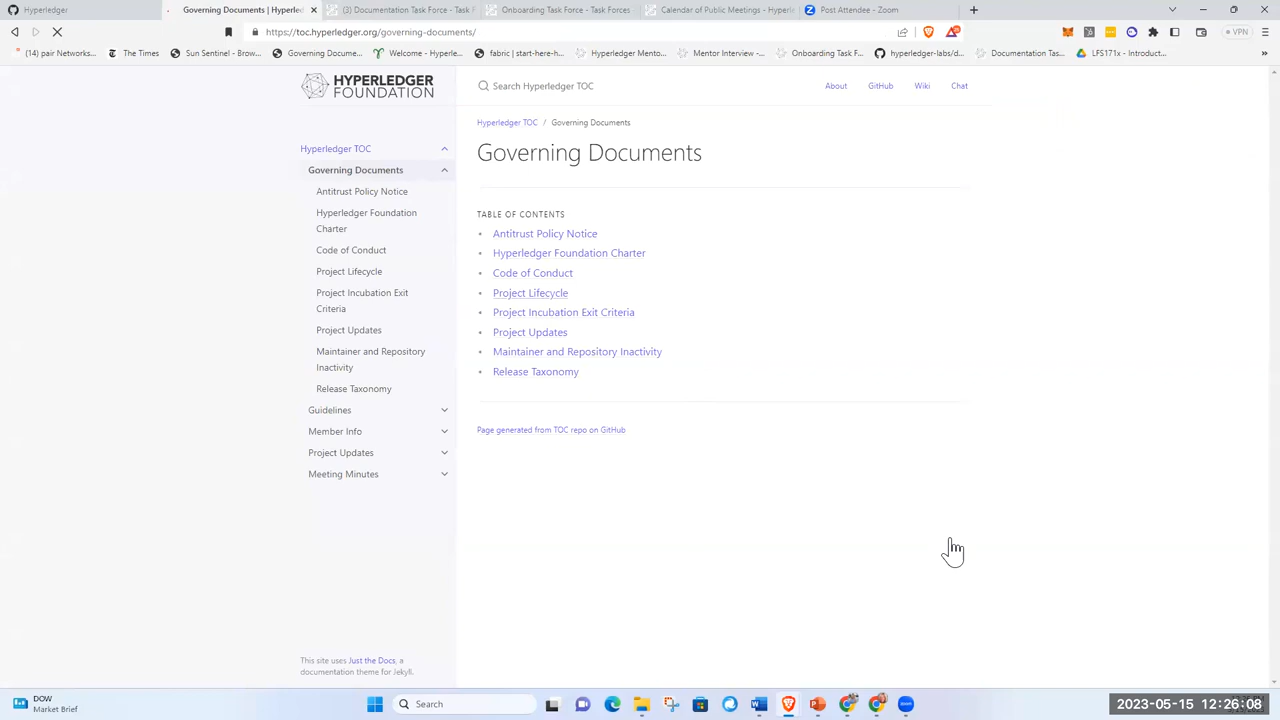 Hyperledger
Governing Documents | Hyperled
(3) Documentation Task Force - Task F
Onboarding Task Force - Task Forces
Calendar of Public Meetings - Hyperle
Post Attendee - Zoom
https://toc.hyperledger.org/governing-documents/
VPN
(14) pair Networks...
The Times
Sun Sentinel - Brow...
Governing Docume...
Welcome - Hyperle...
fabric | start-here-h...
Hyperledger Mento...
Mentor Interview -...
Onboarding Task F...
hyperledger-labs/d...
Documentation Tas...
LFS171x - Introduct...
HYPERLEDGER
FOUNDATION
Search Hyperledger TOC
About
GitHub
Wiki
Chat
Hyperledger TOC / Governing Documents
Governing Documents
TABLE OF CONTENTS
• Antitrust Policy Notice
• Hyperledger Foundation Charter
• Code of Conduct
• Project Lifecycle
• Project Incubation Exit Criteria
• Project Updates
• Maintainer and Repository Inactivity
• Release Taxonomy
Page generated from TOC repo on GitHub
Hyperledger TOC
Governing Documents
Antitrust Policy Notice
Hyperledger Foundation
Charter
Code of Conduct
Project Lifecycle
Project Incubation Exit
Criteria
Project Updates
Maintainer and Repository
Inactivity
Release Taxonomy
Guidelines
Member Info
Project Updates
Meeting Minutes
This site uses Just the Docs, a
documentation theme for Jekyll.
DOW
Market Brief
Search
2023-05-15 12:26:08